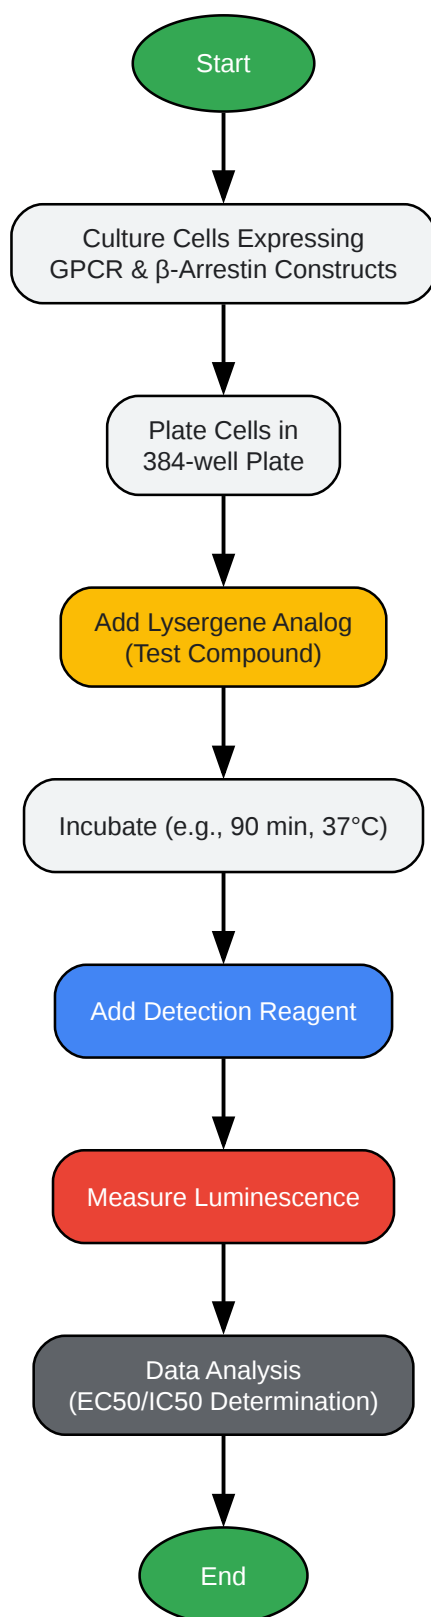 Start
Culture Cells Expressing
GPCR & β-Arrestin Constructs
Plate Cells in
384-well Plate
Add Lysergene Analog
(Test Compound)
Incubate (e.g., 90 min, 37°C)
Add Detection Reagent
Measure Luminescence
Data Analysis
(EC50/IC50 Determination)
End